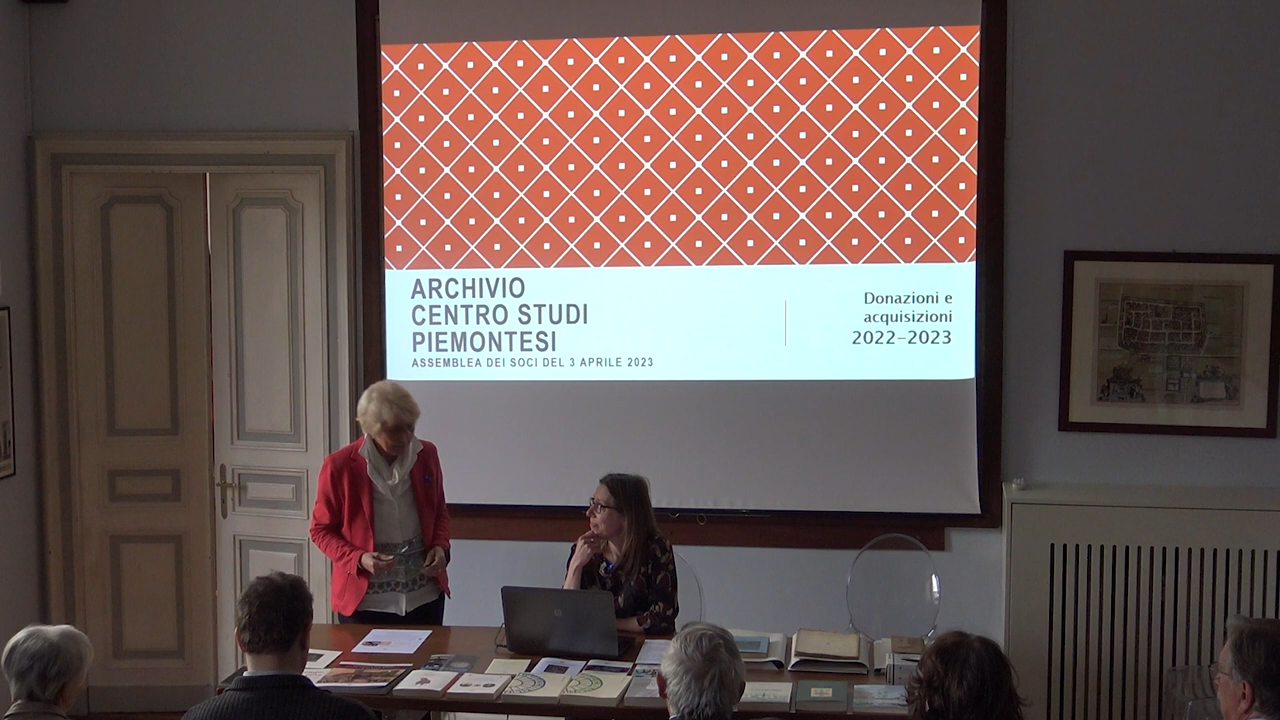 ARCHIVIO
CENTRO STUDI
PIEMONTESI
ASSEMBLEA DEI SOCI DEL 3 APRILE 2023
Donazioni e
acquisizioni
2022-2023